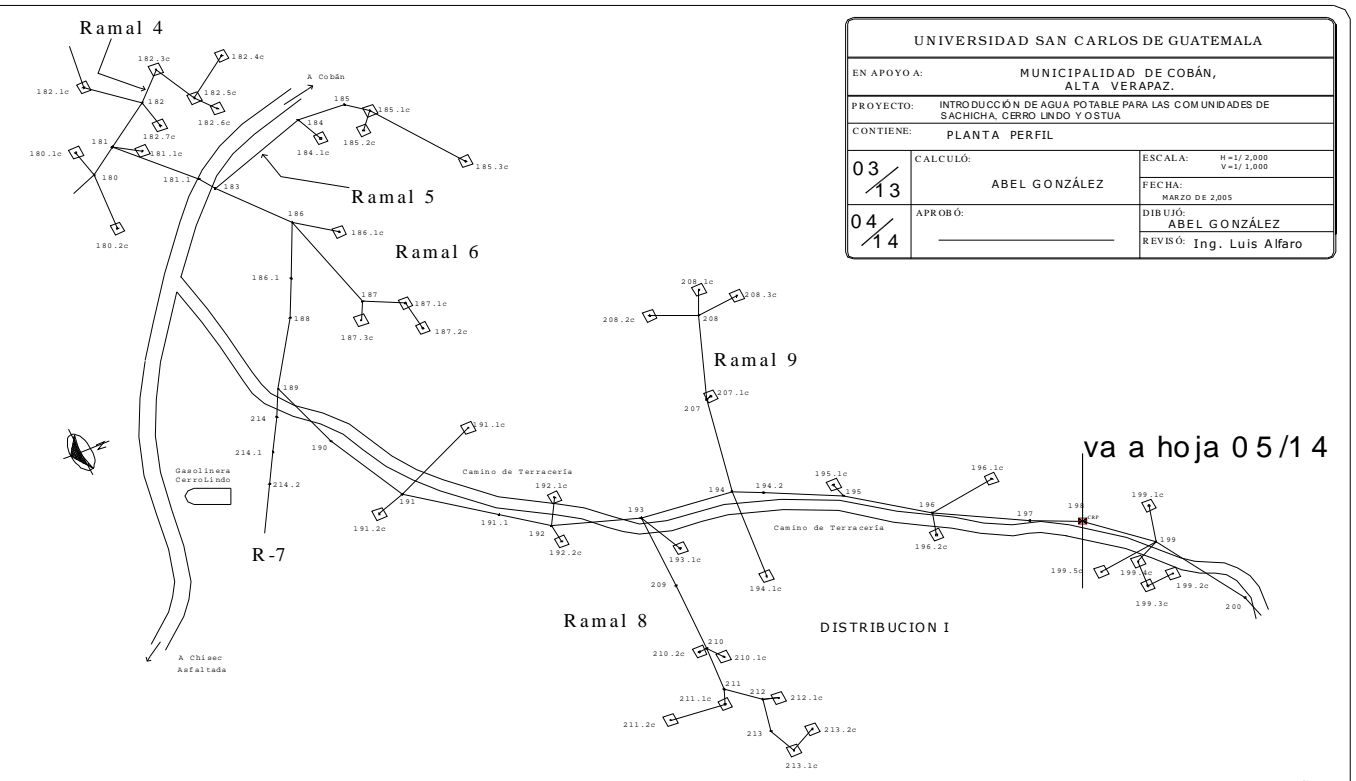 Ramal 4
182.3c
182.4c
A Cobán
182.1c
182
182.5c
182.6c
185
185.1c
182.7c
184
185.2c
181
184.1c
180.1c
181.1c
185.3c
180
181.1
183
Ramal 5
186
180.2c
186.1c
Ramal 6
186.1
187
187.1c
188
187.2c
187.3c
208.1c
208.3c
208.2c
208
Ramal 9
189
207.1c
207
214
191.1c
190
214.1
Gasolinera
CerroLindo
214.2
Camino de Terracería
192.1c
191
191.2c
191.1
192
192.2c
193
193.1c
194
194.2
194.1c
195.1c
195
196.1c
196
196.2c
Camino de Terracería
197
198
CRP
va a hoja 05/14
199.1c
199
199.5c
199.4c
199.2c
199.3c
200
R-7
209
Ramal 8
DISTRIBUCION I
210
210.2c
210.1c
A Chisec
Asfaltada
211
211.1c
212
212.1c
211.2c
213
213.2c
213.1c
UNIVERSIDAD SAN CARLOS DE GUATEMALA
EN APOYO A: MUNICIPALIDAD DE COBÁN,
ALTA VERAPAZ.
PROYECTO: INTRODUCCIÓN DE AGUA POTABLE PARA LAS COMUNIDADES DE
SACHICHA, CERRO LINDO Y OSTUA
CONTIENE: PLANTA PERFIL
03/13
CALCULÓ:
ABEL GONZÁLEZ
ESCALA: H=1/2,000
V=1/1,000
FECHA:
MARZO DE 2,005
04/14
APROBÓ:
DIBUJÓ:
ABEL GONZÁLEZ
REVISÓ: Ing. Luis Alfaro
N